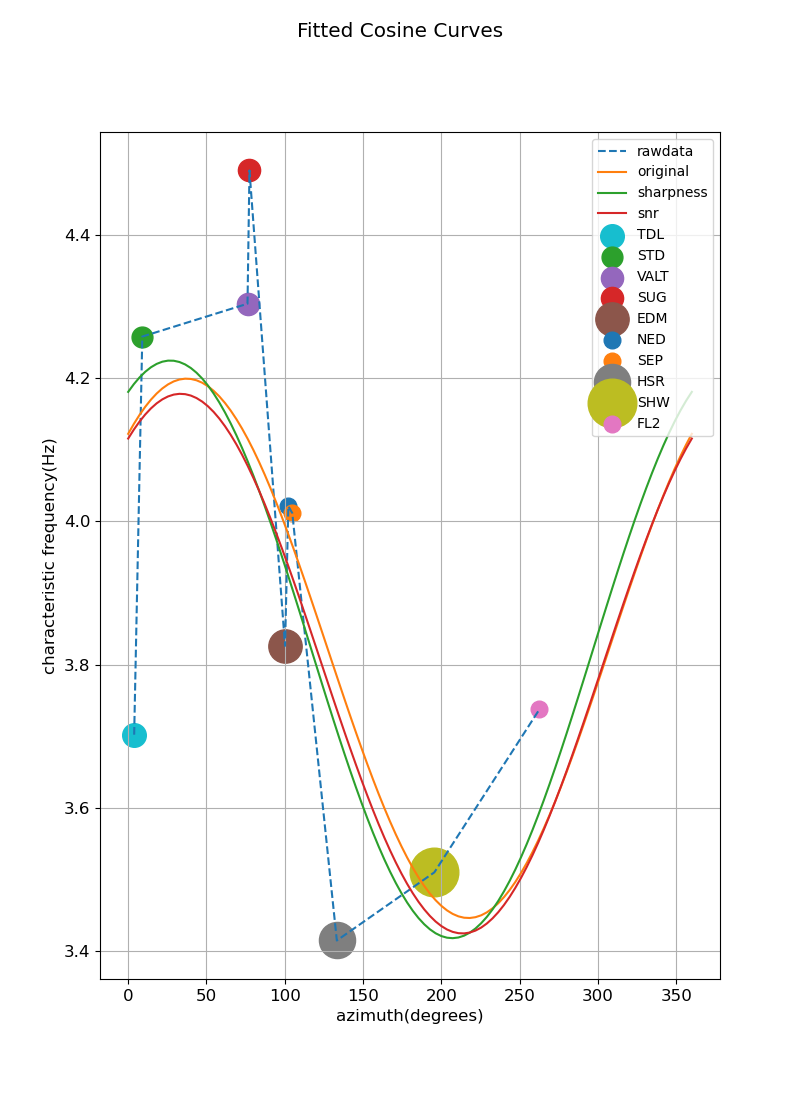 Fitted Cosine Curves
rawdata
original
sharpness
snr
TDL
STD
VALT
SUG
EDM
NED
SEP
HSR
SHW
FL2
characteristic frequency(Hz)
4.4
4.2
4.0
3.8
3.6
3.4
0 50 100 150 200 250 300 350
azimuth(degrees)